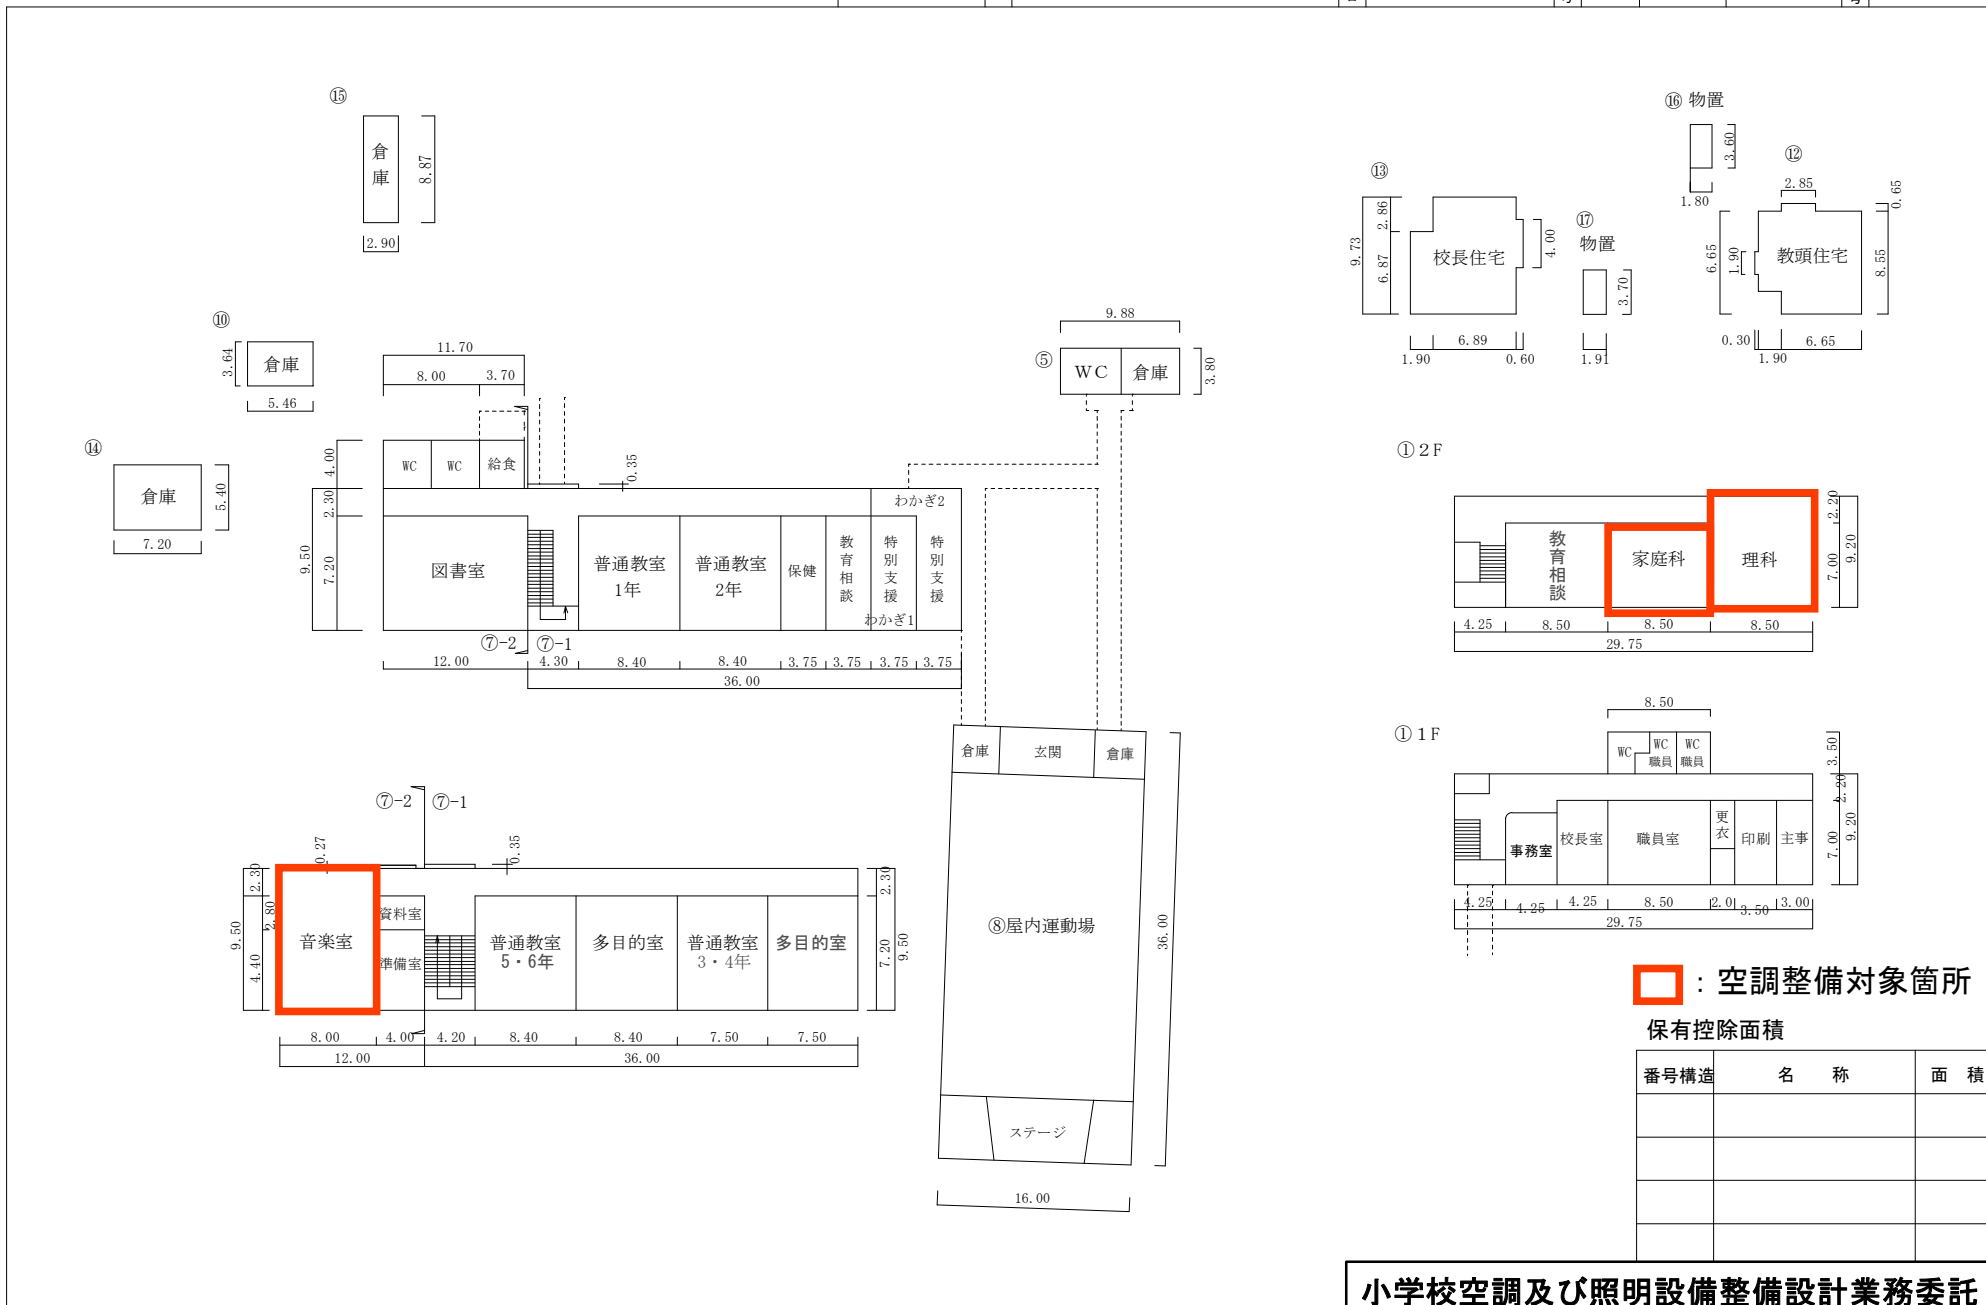 ⑮
倉庫
8.87
2.90
⑯ 物置
3.60
1.80
⑬
2.86
9.73
6.87
4.00
校長住宅
1.90
6.89
0.60
⑰
物置
3.70
1.91
⑫
2.85
0.65
6.65
1.90
教頭住宅
8.55
0.30
1.90
6.65
⑩
3.64
倉庫
5.46
⑭
倉庫
5.40
7.20
11.70
8.00 3.70
4.00
WC WC 給食
0.35
2.30
9.50
7.20
わかぎ2
図書室
普通教室
1年
普通教室
2年
保健
教育相談
特別支援
わかぎ1
特別支援
⑦-2 ⑦-1
12.00 4.30 8.40 8.40 3.75 3.75 3.75 3.75
36.00
9.88
⑤
WC 倉庫
3.80
① 2F
教育相談
家庭科
理科
2.20
7.00
9.20
4.25 8.50 8.50 8.50
29.75
① 1F
8.50
WC
WC
職員
WC
職員
3.50
2.20
7.00
9.20
事務室
校長室
職員室
更衣
印刷
主事
4.25 4.25 4.25 8.50 2.0 3.50 3.00
29.75
倉庫 玄関 倉庫
⑧屋内運動場
36.00
ステージ
16.00
⑦-2 ⑦-1
0.27
0.35
2.30
2.80
9.50
4.40
音楽室
資料室
準備室
普通教室
5・6年
多目的室
普通教室
3・4年
多目的室
2.30
7.20
9.50
8.00 4.00 4.20 8.40 8.40 7.50 7.50
12.00 36.00
：空調整備対象箇所
保有控除面積
番号構造 名 称 面 積
小学校空調及び照明設備整備設計業務委託